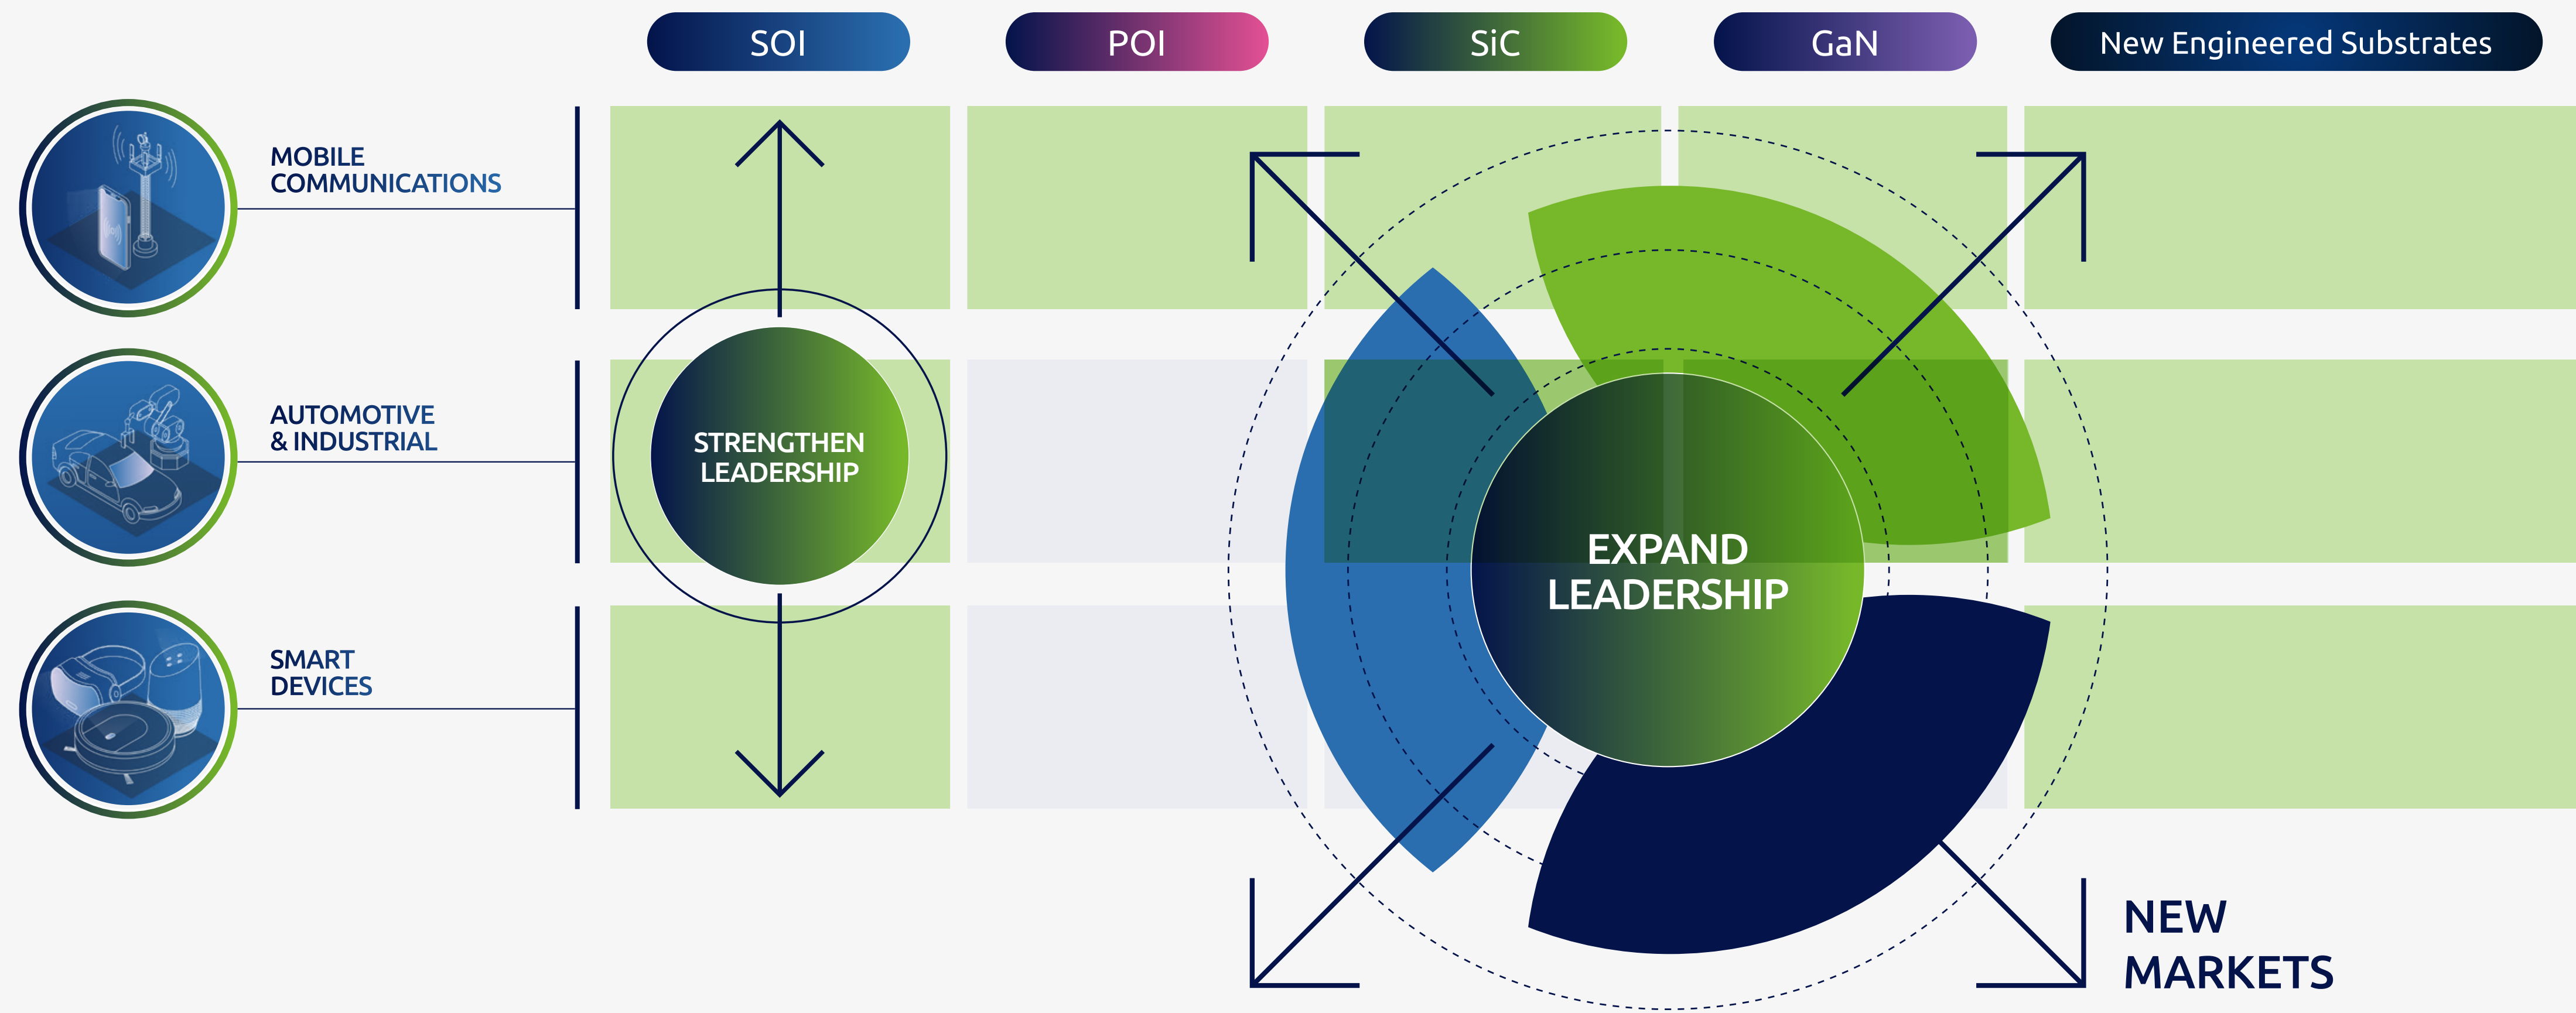 SOI
POI
SiC
GaN
New Engineered Substrates
MOBILE
COMMUNICATIONS
AUTOMOTIVE
& INDUSTRIAL
SMART
DEVICES
STRENGTHEN
LEADERSHIP
EXPAND
LEADERSHIP
NEW
MARKETS